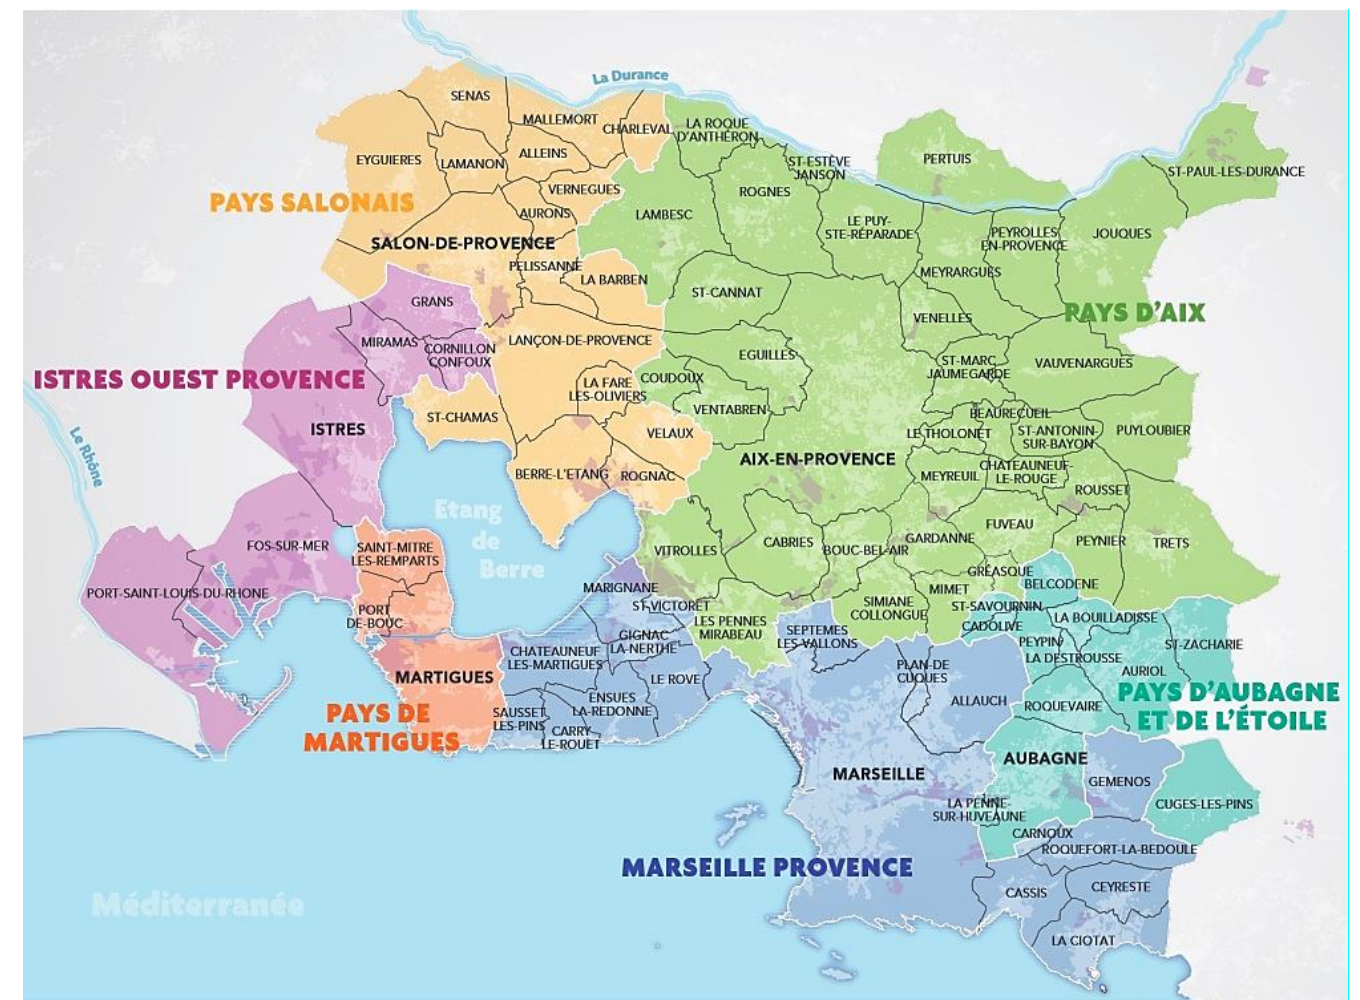 La Durance
SENAS
MALLEMORT
CHARLEVAL
LA ROQUE
D'ANTHÉRON
EYGUIERES
LAMANON
ALLEINS
ST-ESTÈVE
JANSON
PERTUIS
ST-PAUL-LES-DURANCE
VERNEGUES
ROGNES
PAYS SALONAIS
AURONS
LAMBESC
LE PUY-
STE-RÉPARADE
PEYROLLES
EN-PROVENCE
JOUQUES
SALON-DE-PROVENCE
PELISSANNE
LA BARBEN
MEYRARGUES
ST-CANNAT
GRANS
VENELLES
PAYS D'AIX
MIRAMAS
CORNILLON
CONFOUX
LANÇON-DE-PROVENCE
EGUILLES
ST-MARC
JAUMEGARDE
VAUVENARGUES
ISTRES OUEST PROVENCE
LA FARE
LES-OLIVIERS
COUDOUX
VENTABREN
BEAURECUEIL
ST-CHAMAS
ISTRES
VELAUX
LE THOLONET
ST-ANTONIN-
SUR-BAYON
PUYLOUBIER
Le Rhône
AIX-EN-PROVENCE
BERRE-L'ETANG
ROGNAC
MEYREUIL
CHATEAUNEUF-
LE-ROUGE
ROUSSET
Etang
de
Berre
FUVEAU
FOS-SUR-MER
SAINT-MITRE
LES-REMPARTS
VITROLLES
CABRIES
BOUC-BEL-AIR
GARDANNE
PEYNIER
TRETS
GRÉASQUE
BELCODENE
PORT-SAINT-LOUIS-DU-RHONE
MARIGNANE
MIMET
PORT
DE-BOUC
ST-VICTORET
SIMIANE
COLLONGUE
ST-SAVOURNIN
LES PENNES
MIRABEAU
CADOLIVE
LA BOUILLADISSE
SEPTEMES
LES-VALLONS
GIGNAC
LA-NERTHE
PEYPIN
ST-ZACHARIE
CHATEAUNEUF
LES-MARTIGUES
LA DESTROUSSE
MARTIGUES
LE ROVE
PLAN-DE
CUQUES
AURIOL
ENSUES
LA-REDONNE
ALLAUCH
ROQUEVAIRE
PAYS D'AUBAGNE
ET DE L'ÉTOILE
PAYS DE
MARTIGUES
SAUSSET
LES-PINS
CARRY
LE-ROUET
AUBAGNE
MARSEILLE
GEMENOS
LA PENNE-
SUR-HUVEAUNE
CUGES-LES-PINS
CARNOUX
ROQUEFORT-LA-BEDOULE
MARSEILLE PROVENCE
CASSIS
CEYRESTE
Méditerranée
LA CIOTAT